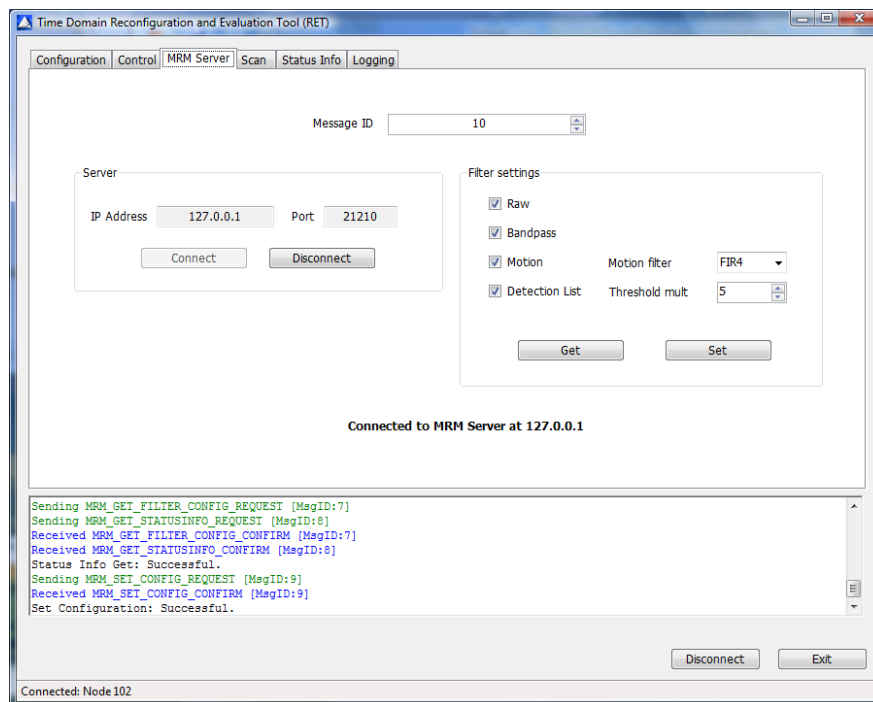 Time Domain Reconfiguration and Evaluation Tool (RET)
Configuration Control MRM Server Scan Status Info Logging
Message ID 10
Server
IP Address 127.0.0.1 Port 21210
Connect Disconnect
Filter settings
Raw
Bandpass
Motion Motion filter FIR4
Detection List Threshold mult 5
Get Set
Connected to MRM Server at 127.0.0.1
Sending MRM_GET_FILTER_CONFIG_REQUEST [MsgID:7]
Sending MRM_GET_STATUSINFO_REQUEST [MsgID:8]
Received MRM_GET_FILTER_CONFIG_CONFIRM [MsgID:7]
Received MRM_GET_STATUSINFO_CONFIRM [MsgID:8]
Status Info Get: Successful.
Sending MRM_SET_CONFIG_REQUEST [MsgID:9]
Received MRM_SET_CONFIG_CONFIRM [MsgID:9]
Set Configuration: Successful.
Disconnect Exit
Connected: Node 102